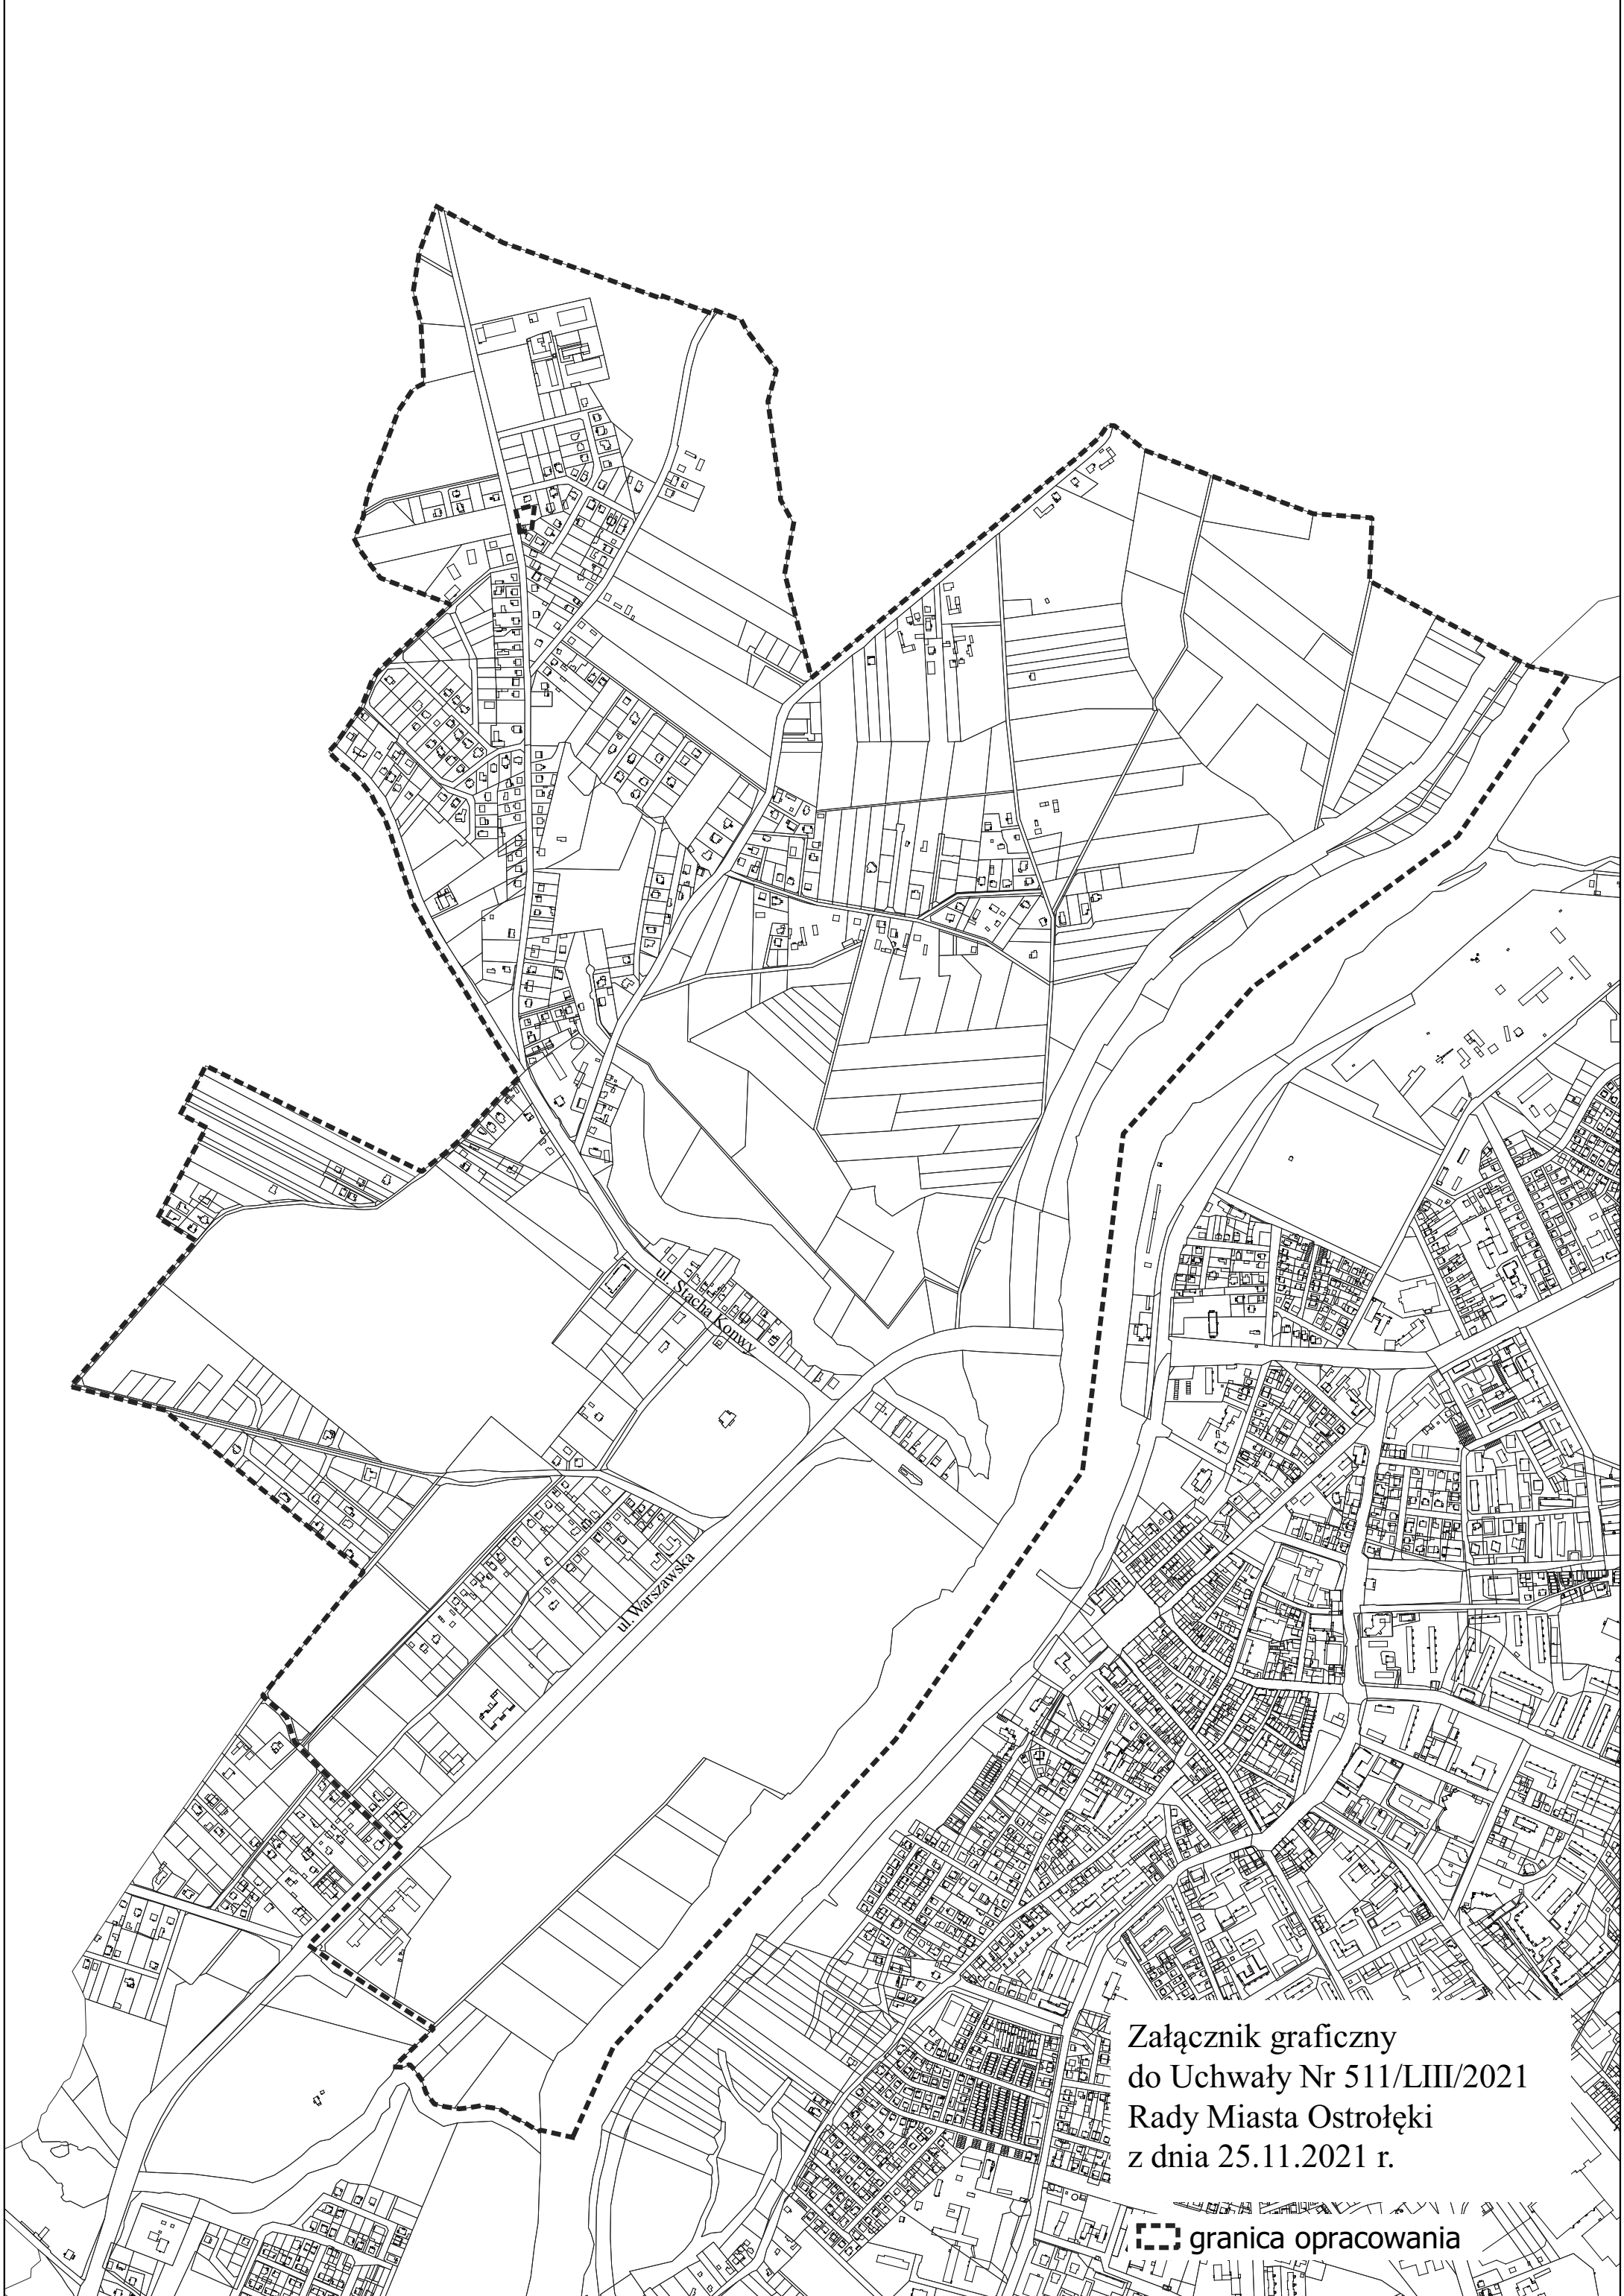 ul. Stacha Konwy
ul. Warszawska
Załącznik graficzny
do Uchwały Nr 511/LIII/2021
Rady Miasta Ostrołęki
z dnia 25.11.2021 r.
granica opracowania